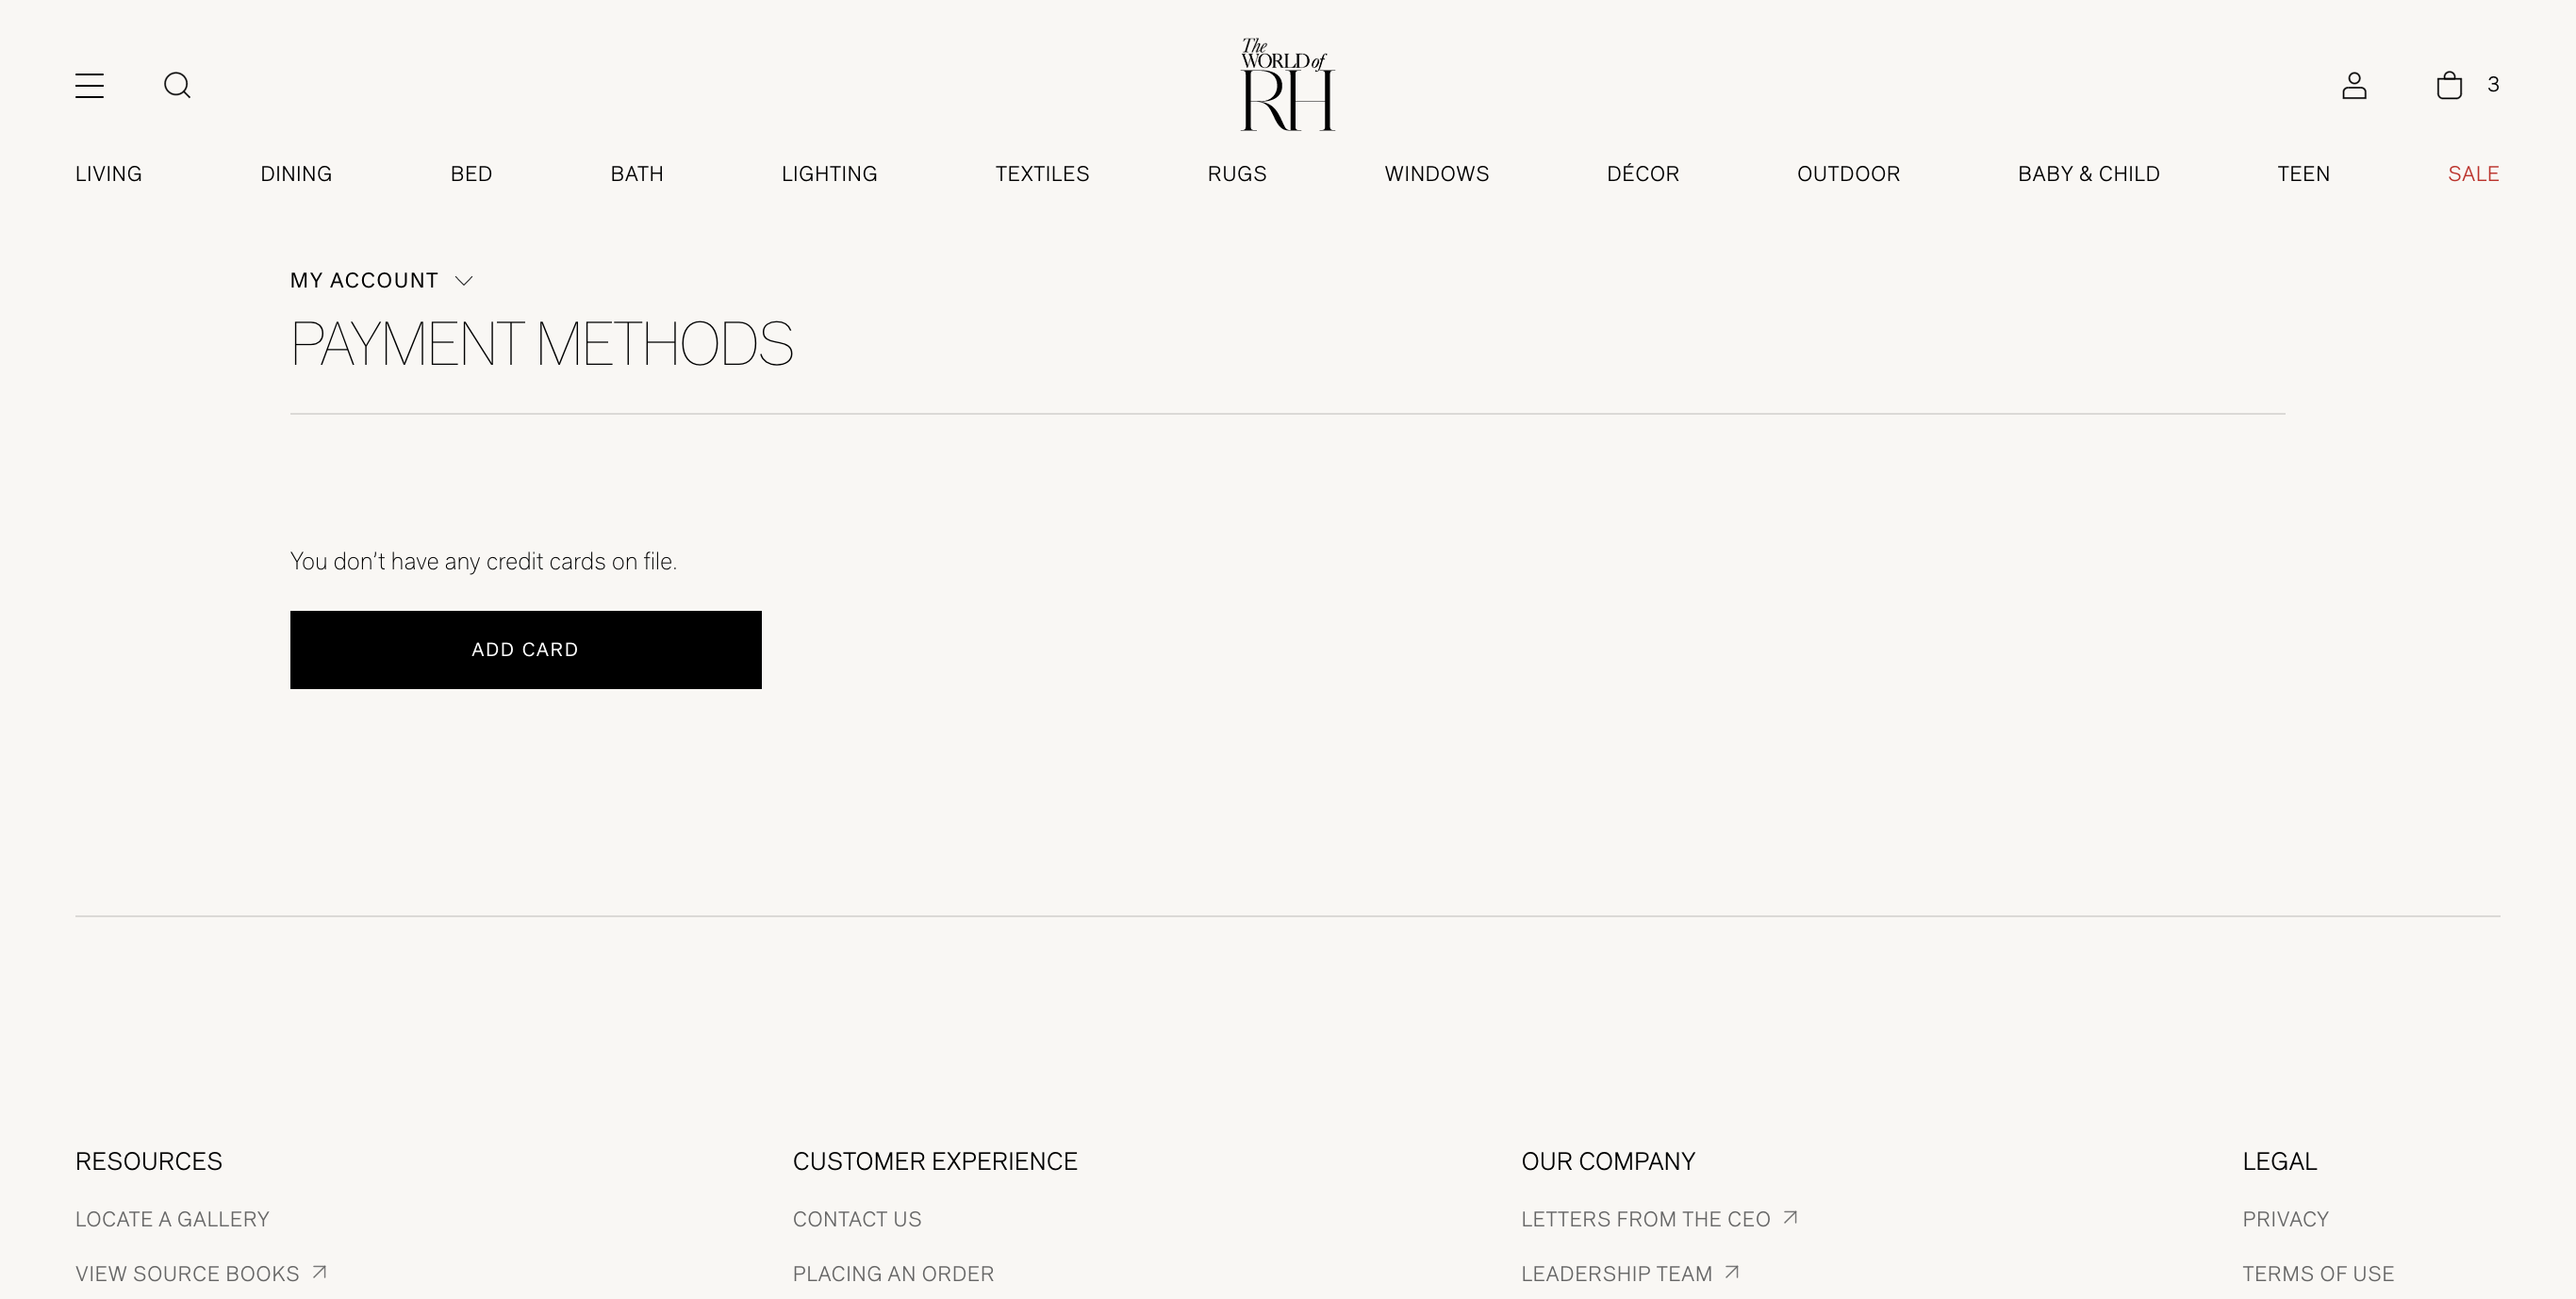 The
WORLD of
RH
3
LIVING DINING BED BATH LIGHTING TEXTILES RUGS WINDOWS DÉCOR OUTDOOR BABY & CHILD TEEN SALE
MY ACCOUNT
PAYMENT METHODS
You don't have any credit cards on file.
ADD CARD
RESOURCES CUSTOMER EXPERIENCE OUR COMPANY LEGAL
LOCATE A GALLERY CONTACT US LETTERS FROM THE CEO PRIVACY
VIEW SOURCE BOOKS PLACING AN ORDER LEADERSHIP TEAM TERMS OF USE